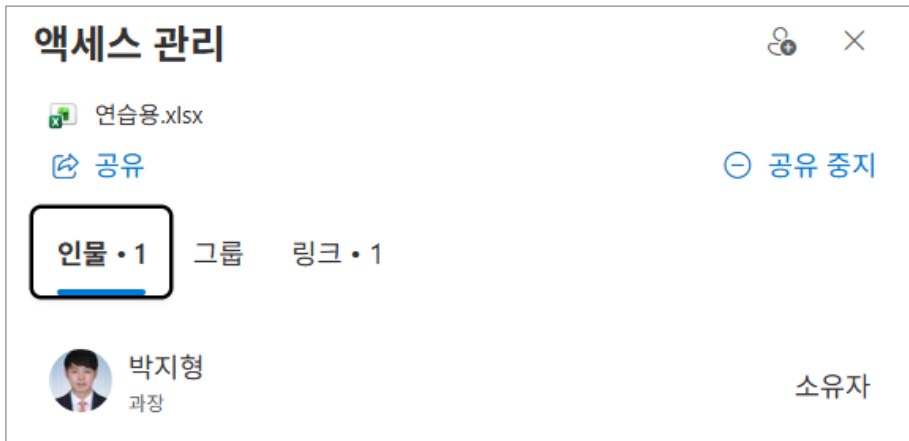 액세스 관리
연습용.xlsx
공유 공유 중지
인물 • 1 그룹 링크 • 1
박지형 소유자
과장